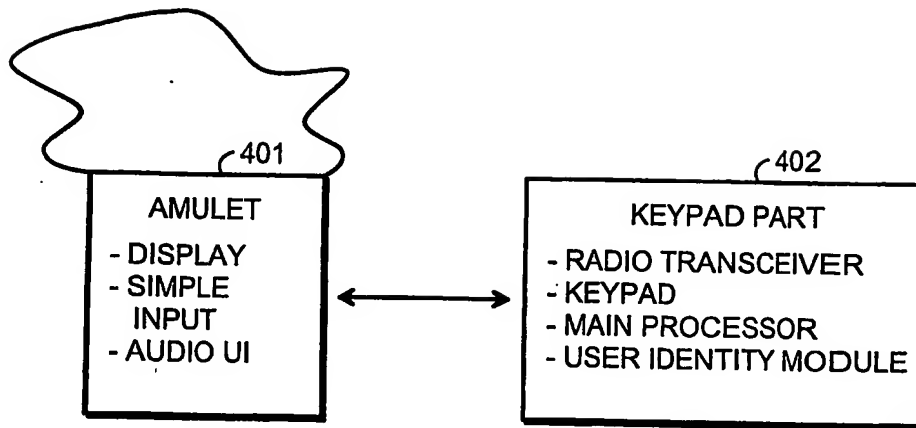 401
AMULET
- DISPLAY
- SIMPLE
INPUT
- AUDIO UI
402
KEYPAD PART
- RADIO TRANSCEIVER
- KEYPAD
- MAIN PROCESSOR
- USER IDENTITY MODULE